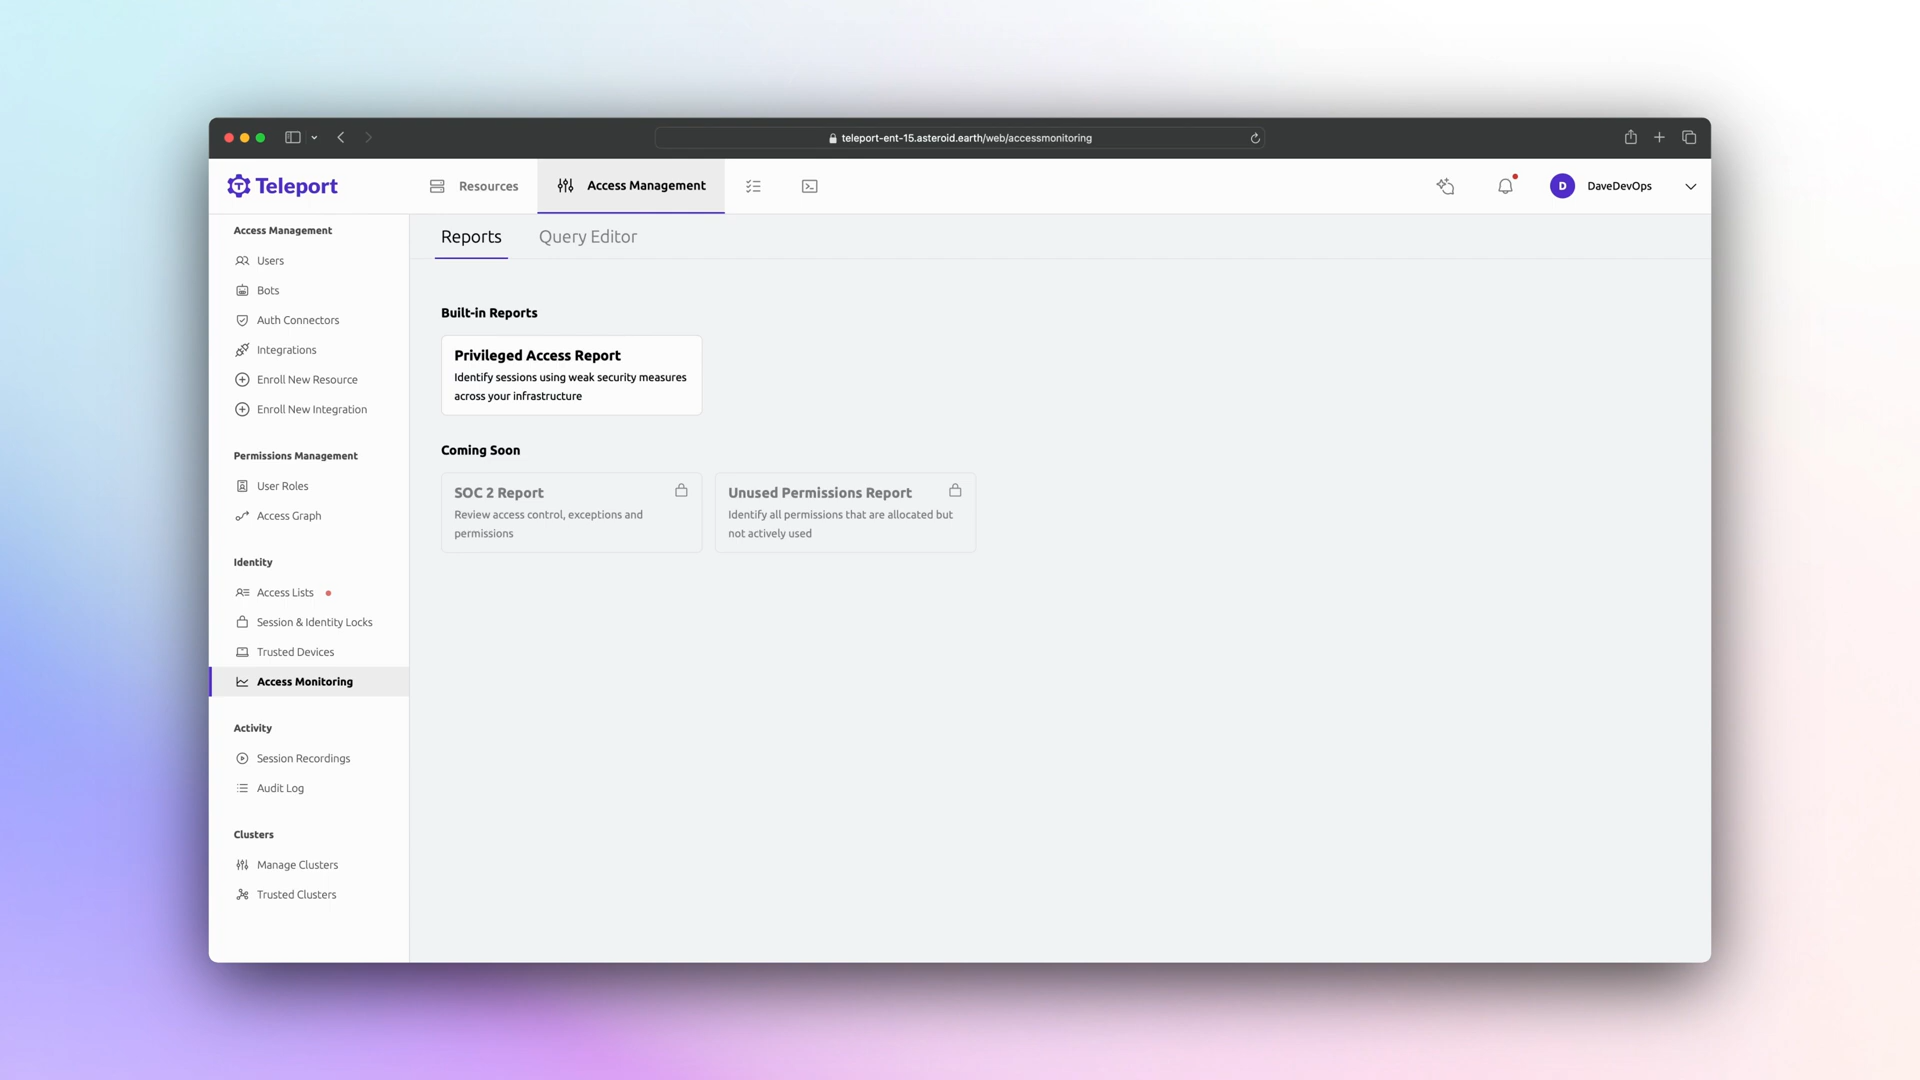 teleport-ent-15.asteroid.earth/web/accessmonitoring
Teleport
Resources
Access Management
D
DaveDevOps
Access Management
Users
Bots
Auth Connectors
Integrations
Enroll New Resource
Enroll New Integration
Permissions Management
User Roles
Access Graph
Identity
Access Lists
Session & Identity Locks
Trusted Devices
Access Monitoring
Activity
Session Recordings
Audit Log
Clusters
Manage Clusters
Trusted Clusters
Reports
Query Editor
Built-in Reports
Privileged Access Report
Identify sessions using weak security measures
across your infrastructure
Coming Soon
SOC 2 Report
Review access control, exceptions and
permissions
Unused Permissions Report
Identify all permissions that are allocated but
not actively used